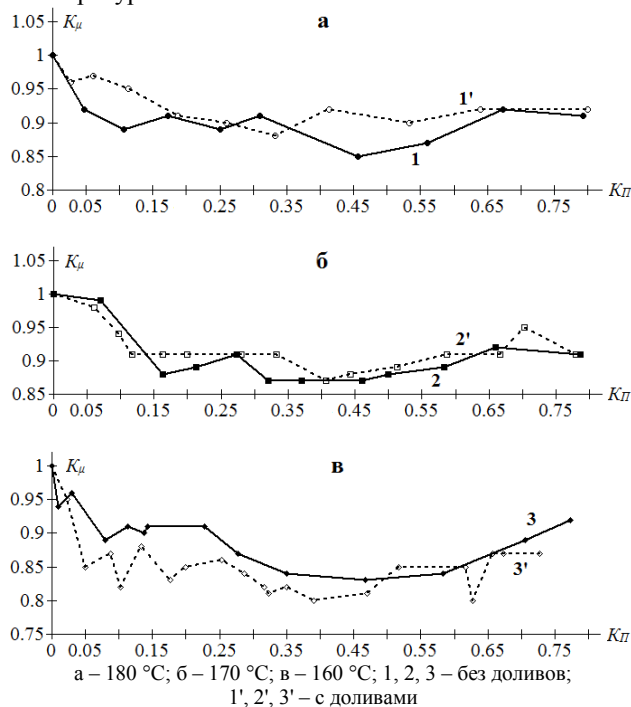 1.05 Kμ а
1
0.95 1'
0.9
0.85 1
0.8 KП
0 0.05 0.15 0.25 0.35 0.45 0.55 0.65 0.75
Kμ б
1
0.95 2'
0.9
2
0.85 KП
0 0.05 0.15 0.25 0.35 0.45 0.55 0.65 0.75
1 Kμ в
0.95
0.9 3
0.85 3'
0.8
0.75 KП
0 0.05 0.15 0.25 0.35 0.45 0.55 0.65 0.75
а – 180 °C; б – 170 °C; в – 160 °C; 1, 2, 3 – без доливов;
1', 2', 3' – с доливами